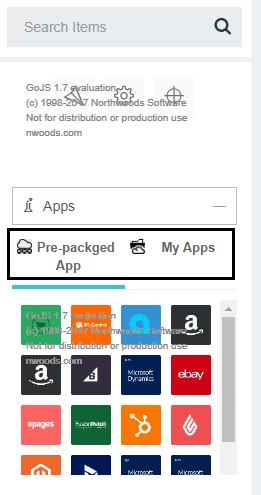 Search Items
GoJS 1.7 evaluation
(c) 1998-2017 Northwoods Software
Not for distribution or production use
nwoods.com
Apps
Pre-packged
App
My Apps
GoJS 1.7 evaluation
(c) 1998-2017 Northwoods Software
Not for distribution or production use
nwoods.com
Microsoft
Dynamics
ebay
epages
FusionRetail
Microsoft
Microsoft